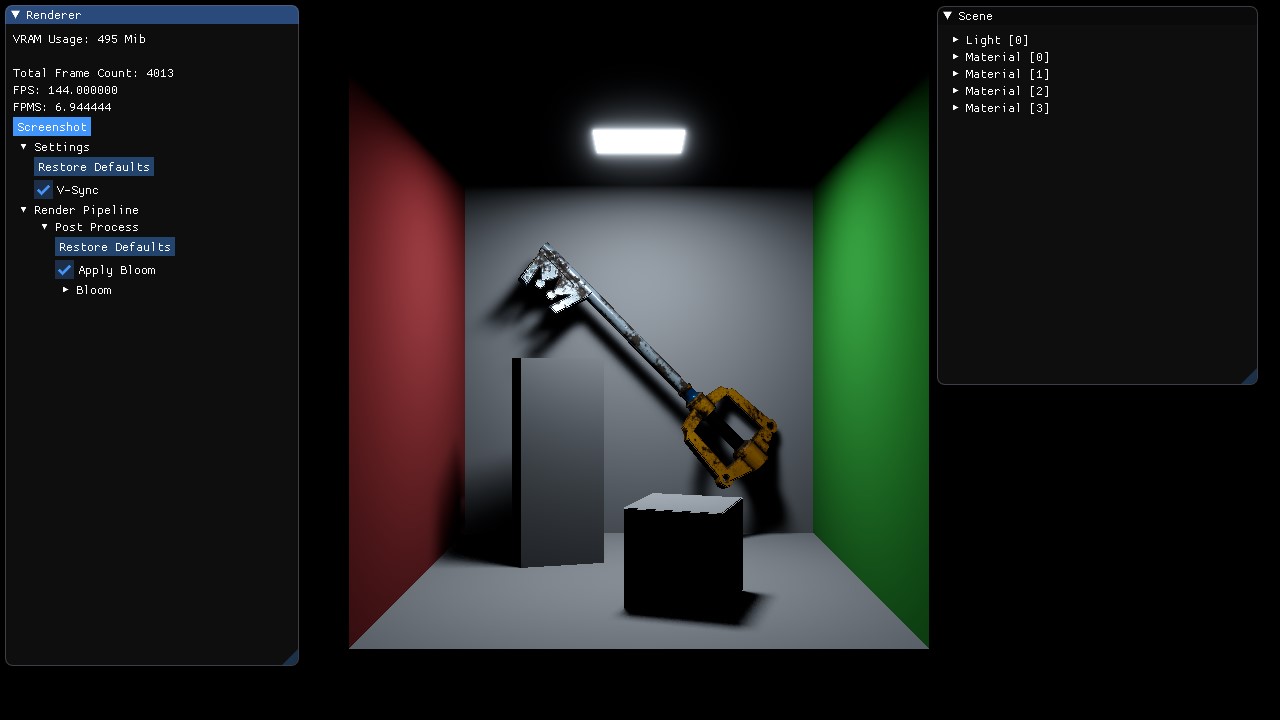 Renderer
VRAM Usage: 495 Mib
Total Frame Count: 4013
FPS: 144.000000
FPMS: 6.944444
Screenshot
Settings
Restore Defaults
V-Sync
Render Pipeline
Post Process
Restore Defaults
Apply Bloom
Bloom
Scene
Light [0]
Material [0]
Material [1]
Material [2]
Material [3]